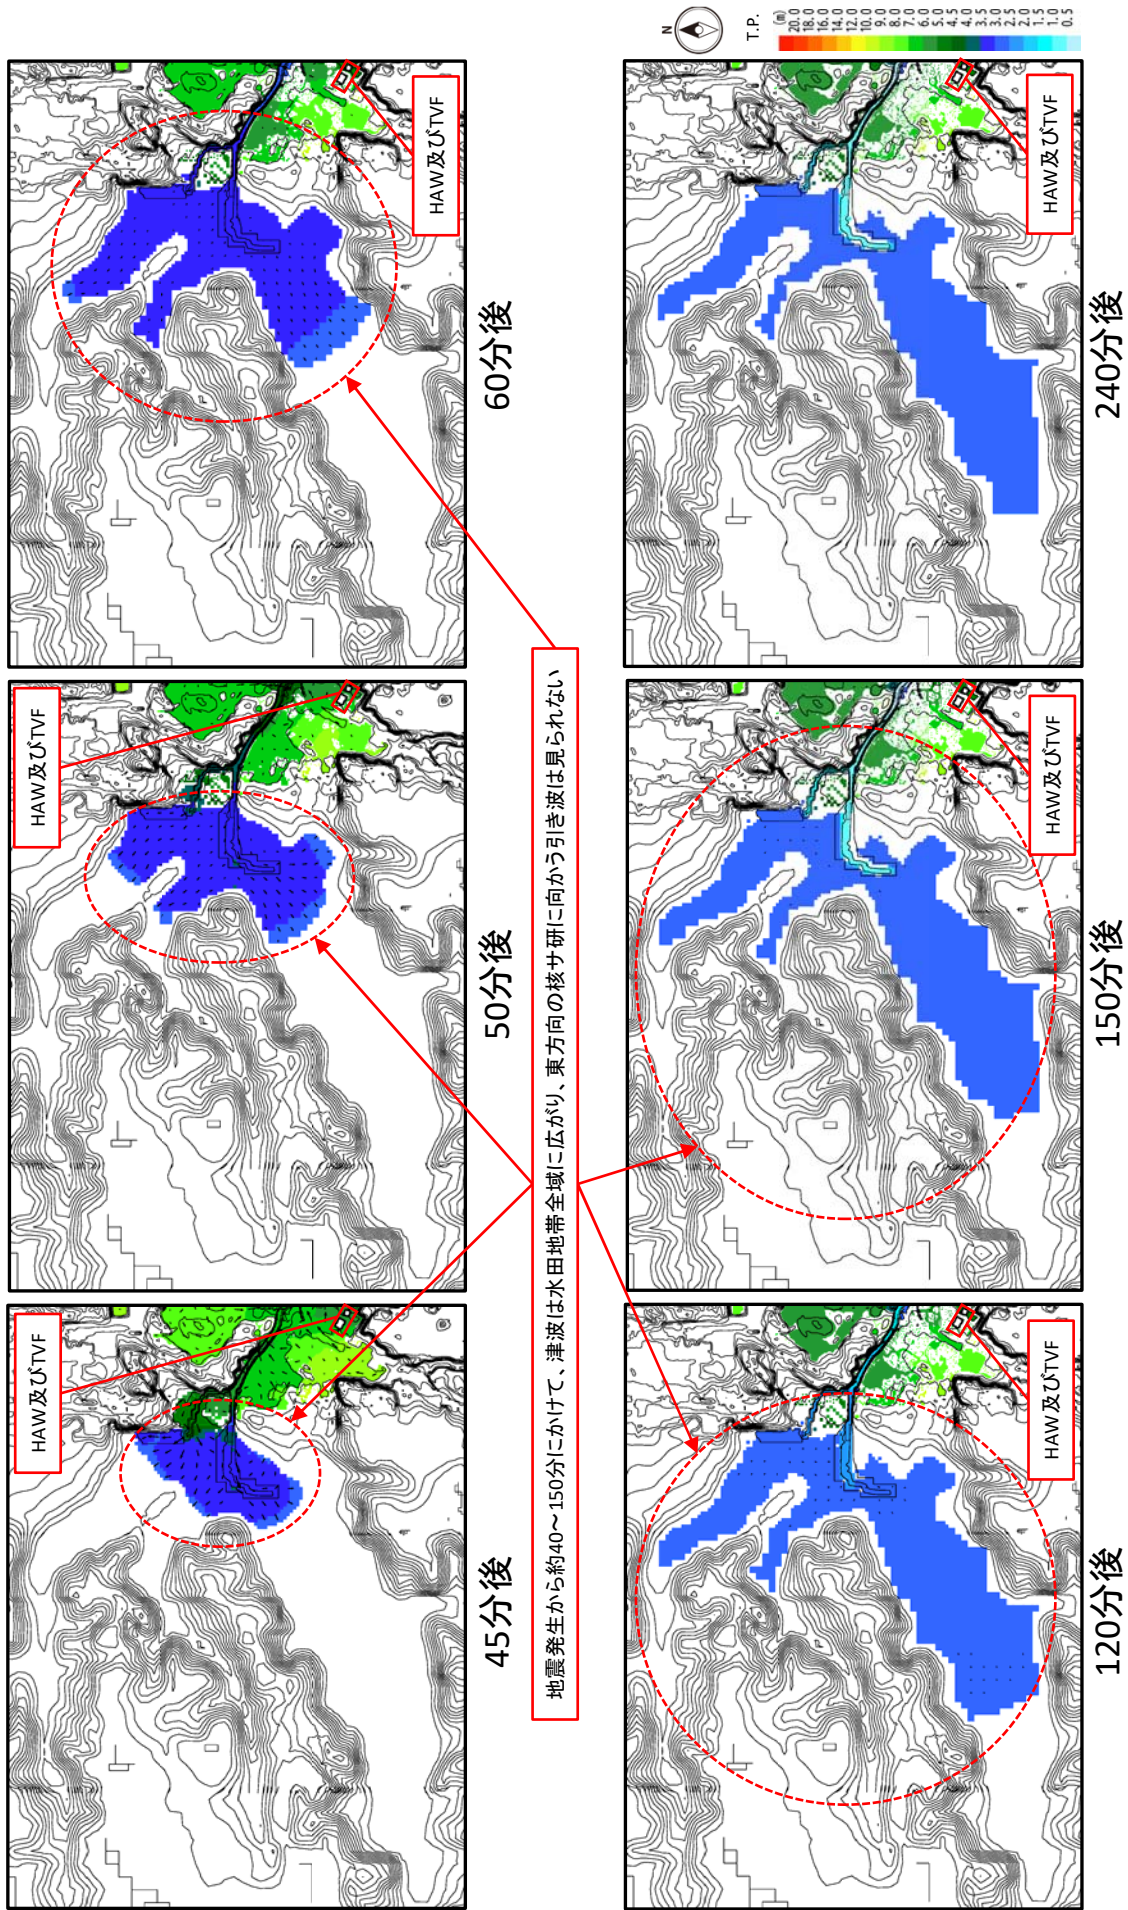 HAW及びTVF
HAW及びTVF
HAW及びTVF
45分後
50分後
60分後
地震発生から約40～150分にかけて、津波は水田地帯全域に広がり、東方向の核サ研に向かう引き波は見られない
HAW及びTVF
HAW及びTVF
HAW及びTVF
120分後
150分後
240分後
N
T.P.
(m)
20.0
18.0
16.0
14.0
12.0
10.0
9.0
8.0
7.0
6.0
5.0
4.5
4.0
3.5
3.0
2.5
2.0
1.5
1.0
0.5